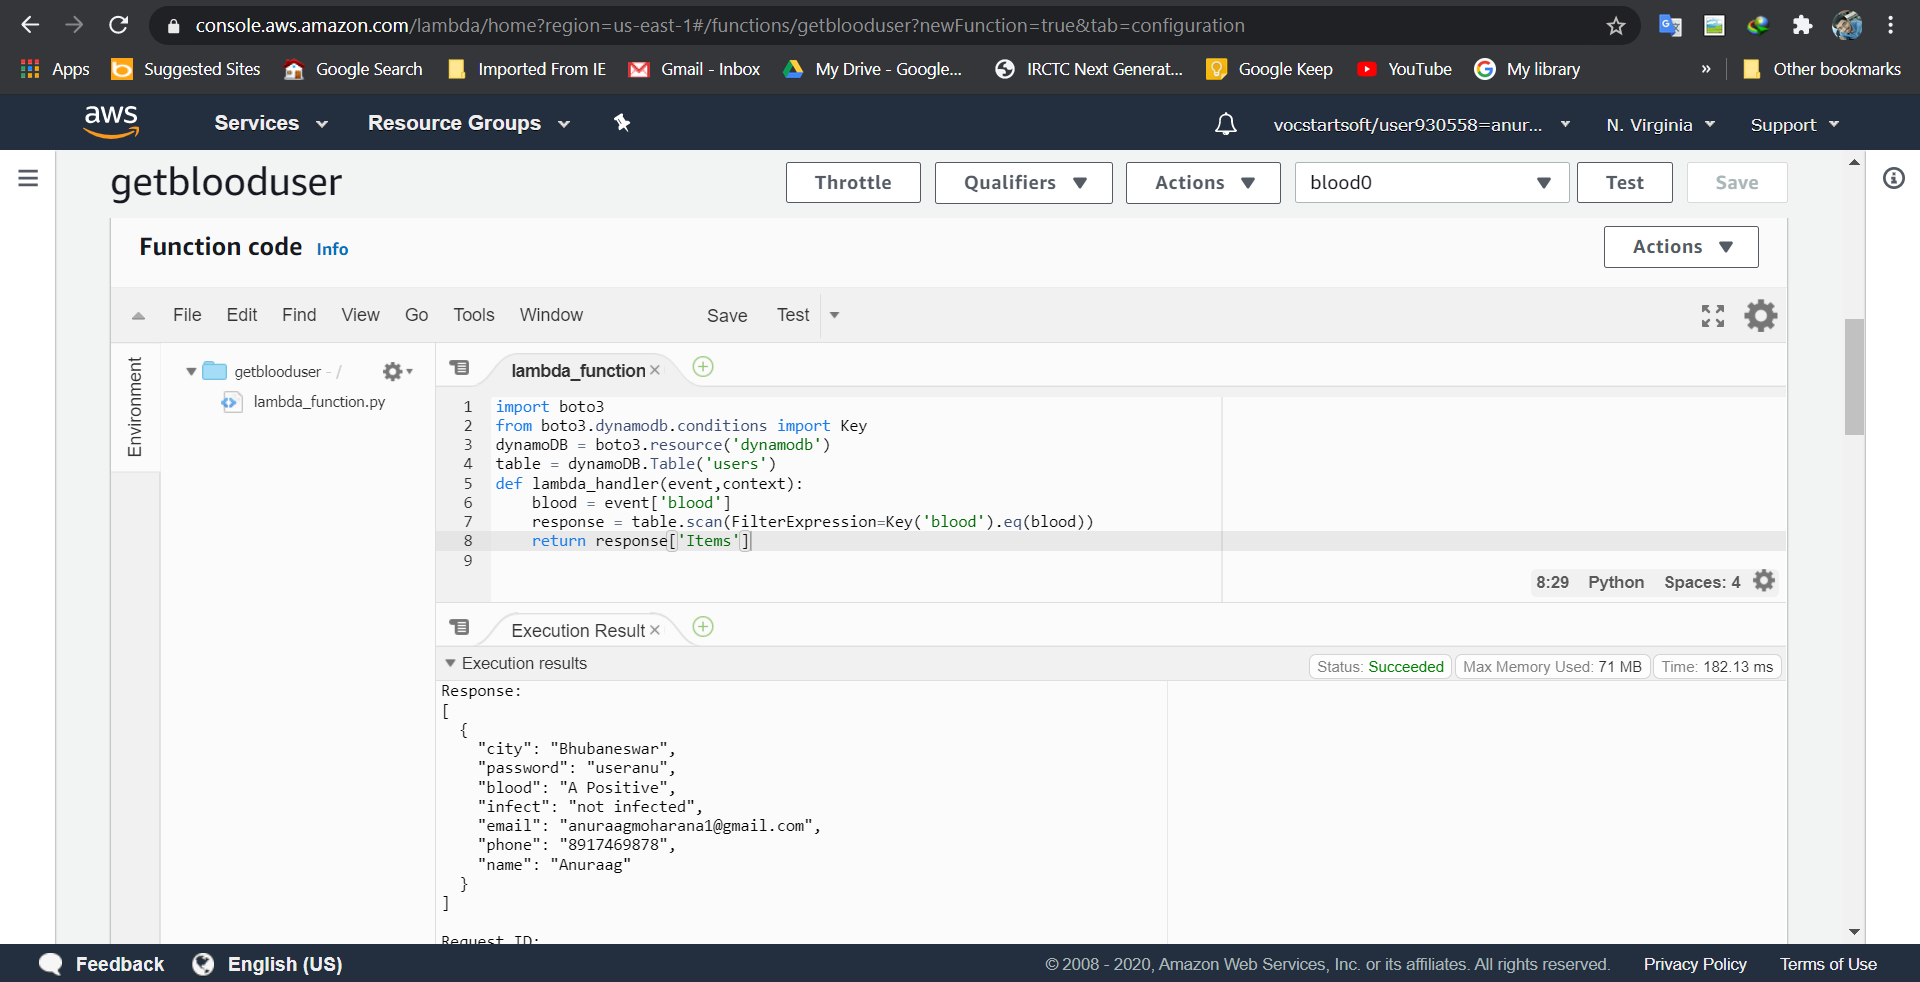 console.aws.amazon.com/lambda/home?region=us-east-1#/functions/getblooduser?newFunction=true&tab=configuration
Apps Suggested Sites Google Search Imported From IE Gmail - Inbox My Drive - Google... IRCTC Next Generat... Google Keep YouTube My library » Other bookmarks
aws Services Resource Groups vocstartsoft/user930558=anur... N. Virginia Support
getblooduser Throttle Qualifiers Actions blood0 Test Save
Function code Info Actions
File Edit Find View Go Tools Window Save Test
Environment
getblooduser - /
lambda_function.py
lambda_function
1 import boto3
2 from boto3.dynamodb.conditions import Key
3 dynamoDB = boto3.resource('dynamodb')
4 table = dynamoDB.Table('users')
5 def lambda_handler(event,context):
6     blood = event['blood']
7     response = table.scan(FilterExpression=Key('blood').eq(blood))
8     return response['Items']
9
8:29 Python Spaces: 4
Execution Result
Execution results Status: Succeeded Max Memory Used: 71 MB Time: 182.13 ms
Response:
[
  {
    "city": "Bhubaneswar",
    "password": "useranu",
    "blood": "A Positive",
    "infect": "not infected",
    "email": "anuraagmoharana1@gmail.com",
    "phone": "8917469878",
    "name": "Anuraag"
  }
]
Request ID:
Feedback English (US) © 2008 - 2020, Amazon Web Services, Inc. or its affiliates. All rights reserved. Privacy Policy Terms of Use